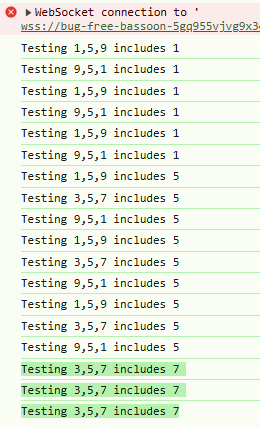 WebSocket connection to '
wss://bug-free-bassoon-5gq955vjvg9x34
Testing 1,5,9 includes 1
Testing 9,5,1 includes 1
Testing 1,5,9 includes 1
Testing 9,5,1 includes 1
Testing 1,5,9 includes 1
Testing 9,5,1 includes 1
Testing 1,5,9 includes 5
Testing 3,5,7 includes 5
Testing 9,5,1 includes 5
Testing 1,5,9 includes 5
Testing 3,5,7 includes 5
Testing 9,5,1 includes 5
Testing 1,5,9 includes 5
Testing 3,5,7 includes 5
Testing 9,5,1 includes 5
Testing 3,5,7 includes 7
Testing 3,5,7 includes 7
Testing 3,5,7 includes 7